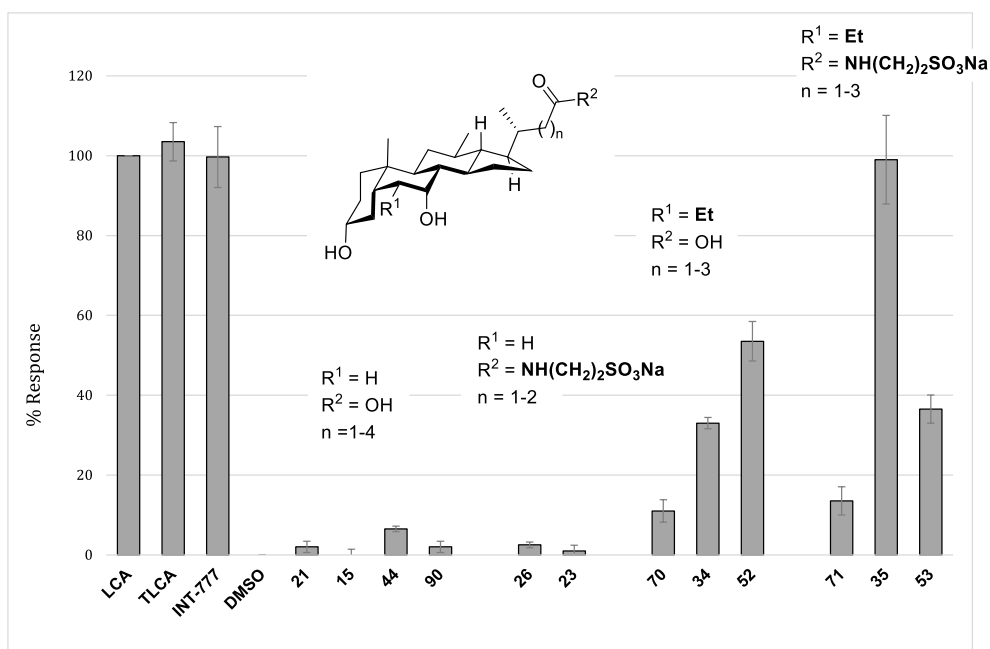 R¹ = Et
R² = NH(CH₂)₂SO₃Na
n = 1-3
120
100
80
60
40
20
0
% Response
O
R²
H
( )n
H
R¹
OH
HO
R¹ = Et
R² = OH
n = 1-3
R¹ = H
R² = NH(CH₂)₂SO₃Na
n = 1-2
R¹ = H
R² = OH
n =1-4
LCA
TLCA
INT-777
DMSO
21
15
44
90
26
23
70
34
52
71
35
53